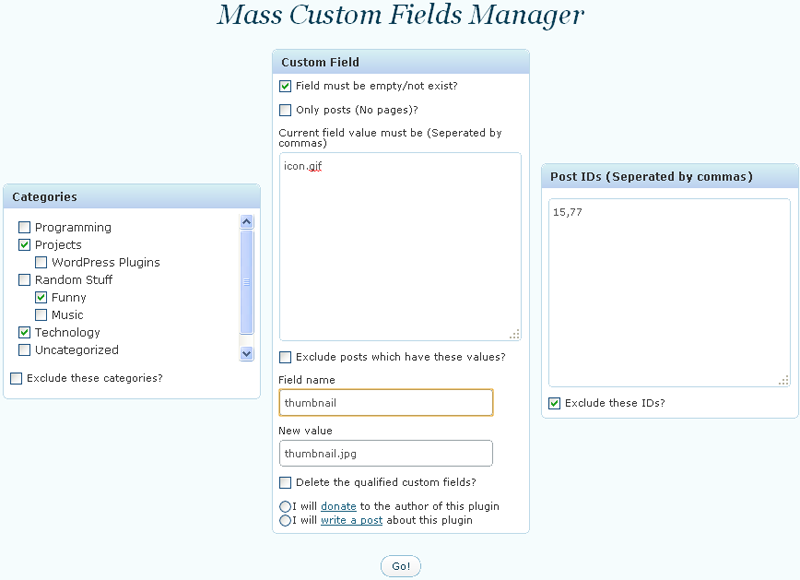 Mass Custom Fields Manager
Categories
Programming
Projects
WordPress Plugins
Random Stuff
Funny
Music
Technology
Uncategorized
Exclude these categories?
Custom Field
Field must be empty/not exist?
Only posts (No pages)?
Current field value must be (Seperated by
commas)
icon.gif
Exclude posts which have these values?
Field name
thumbnail
New value
thumbnail.jpg
Delete the qualified custom fields?
I will donate to the author of this plugin
I will write a post about this plugin
Post IDs (Seperated by commas)
15,77
Exclude these IDs?
Go!